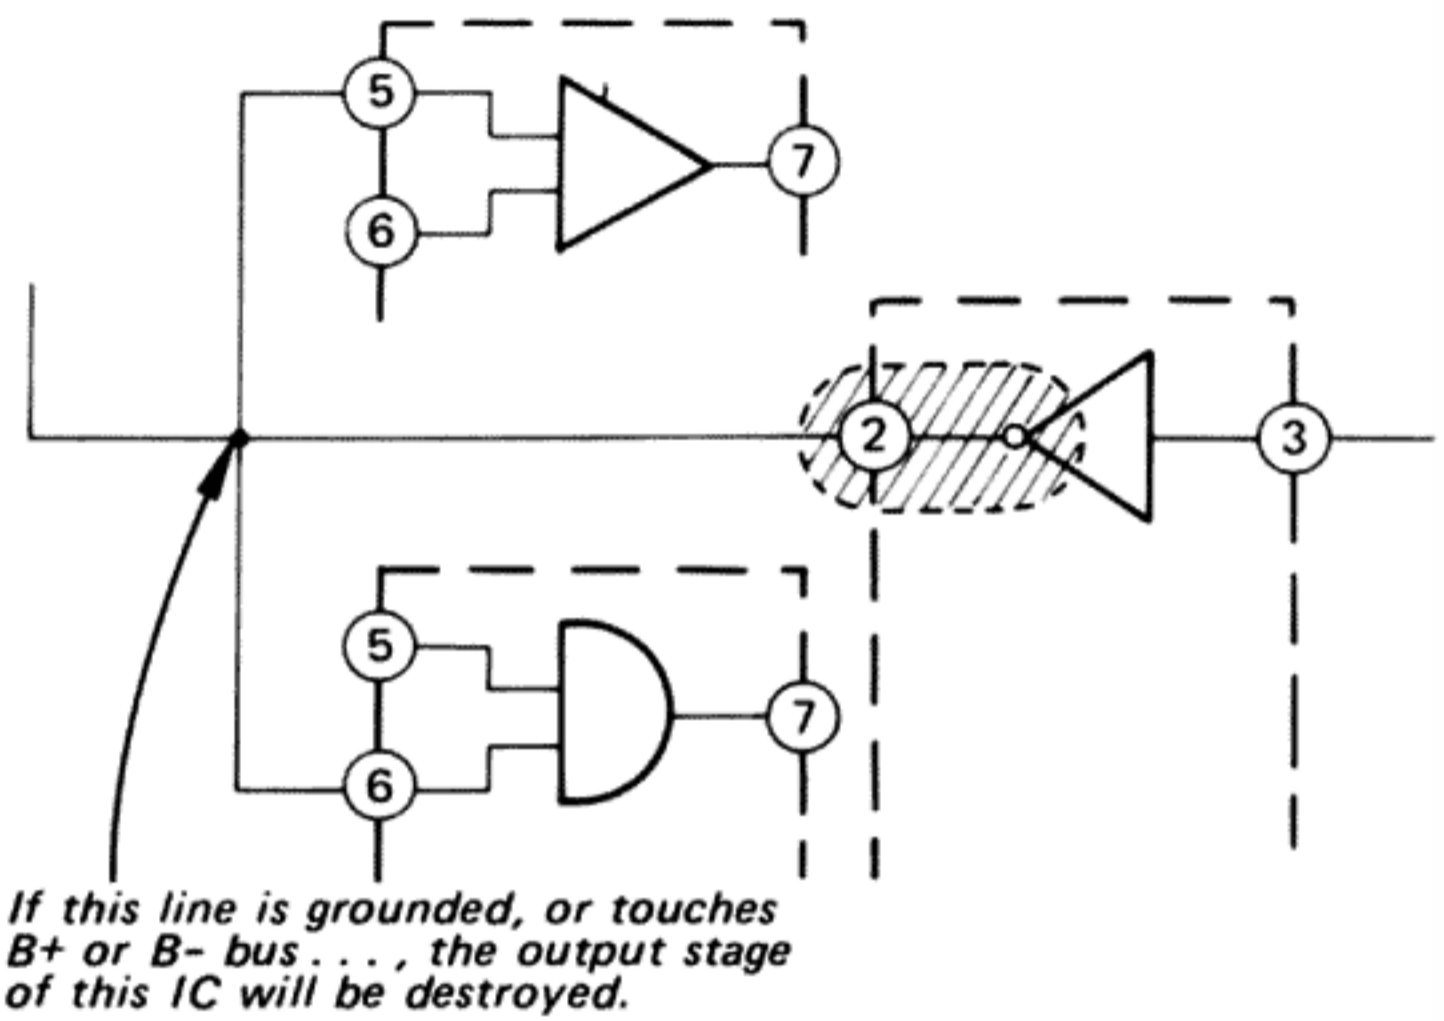 5
7
6
2
3
5
7
6
If this line is grounded, or touches
B+ or B- bus . . . , the output stage
of this IC will be destroyed.